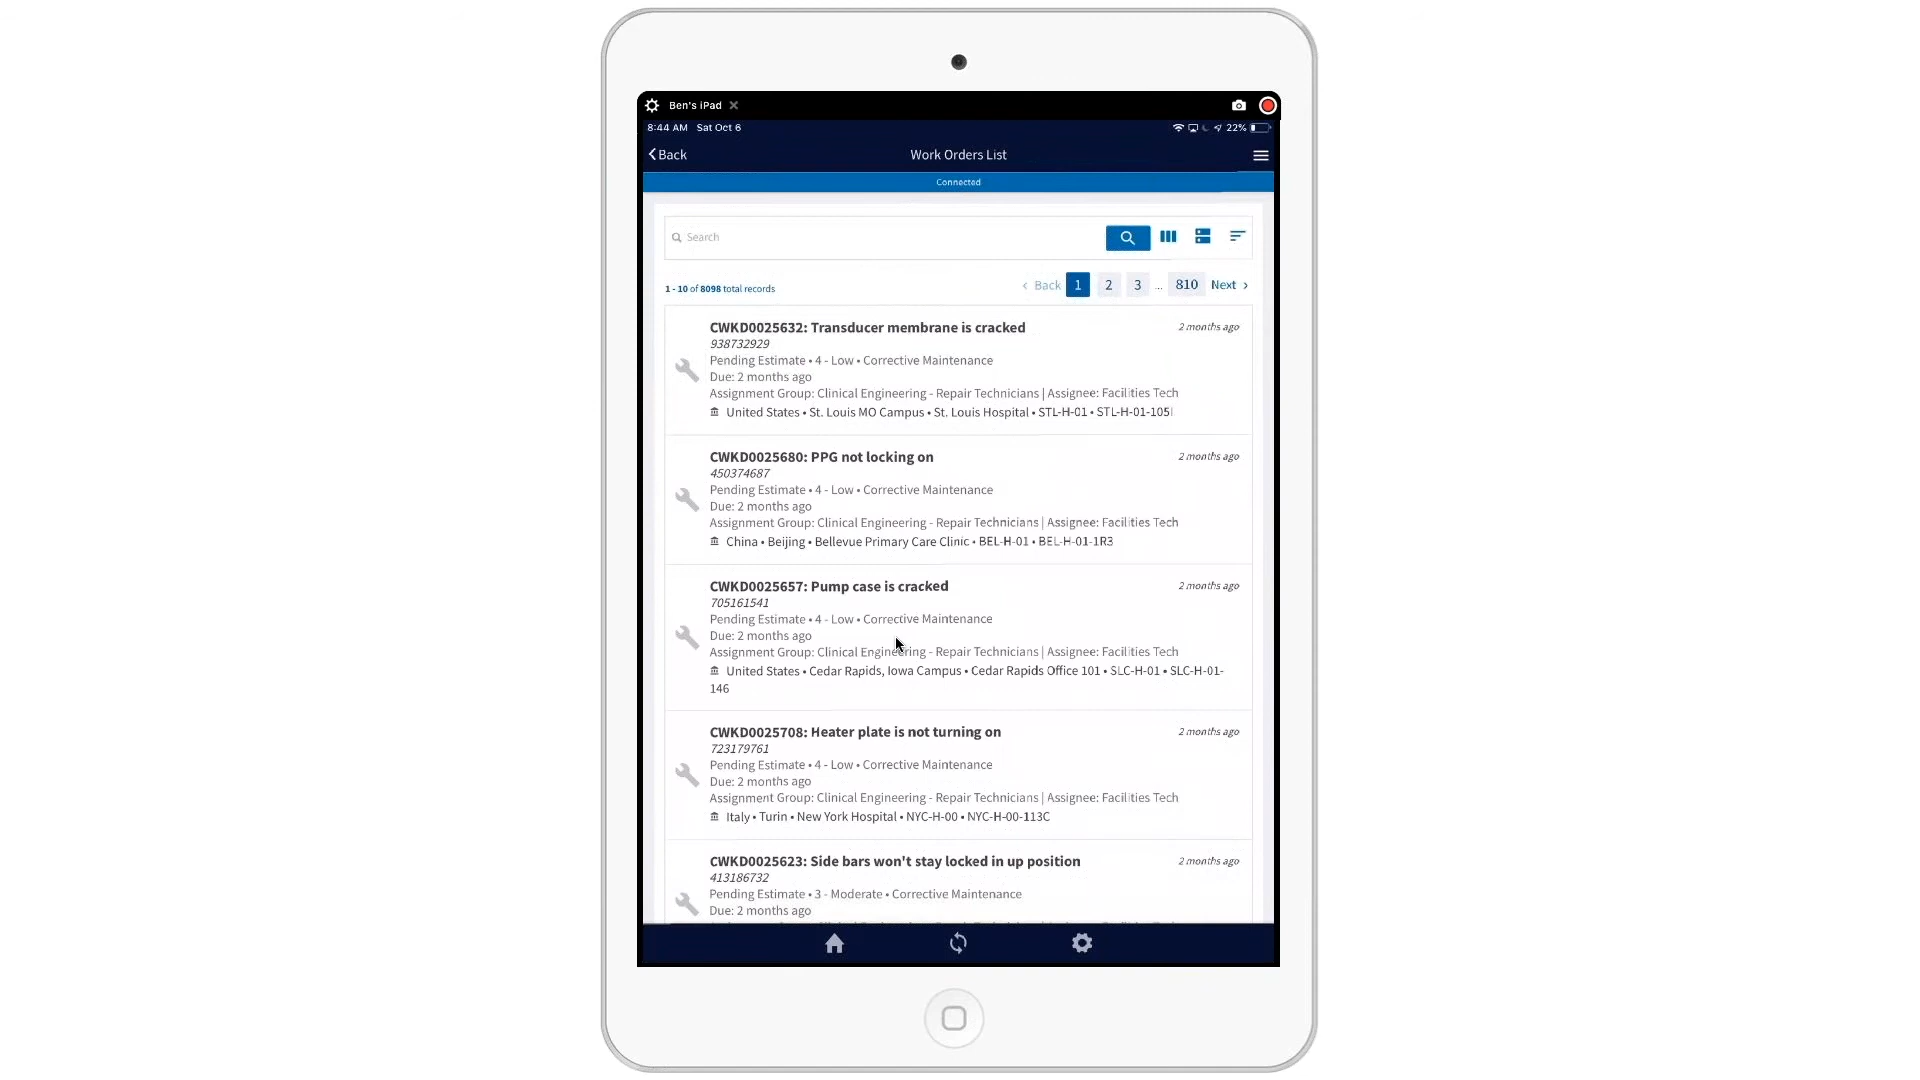 Ben's iPad
8:44 AM Sat Oct 6
22%
Back
Work Orders List
Connected
Search
1 - 10 of 8098 total records
‹ Back 1 2 3 ... 810 Next ›
CWKD0025632: Transducer membrane is cracked
2 months ago
938732929
Pending Estimate • 4 - Low • Corrective Maintenance
Due: 2 months ago
Assignment Group: Clinical Engineering - Repair Technicians | Assignee: Facilities Tech
United States • St. Louis MO Campus • St. Louis Hospital • STL-H-01 • STL-H-01-105I
CWKD0025680: PPG not locking on
2 months ago
450374687
Pending Estimate • 4 - Low • Corrective Maintenance
Due: 2 months ago
Assignment Group: Clinical Engineering - Repair Technicians | Assignee: Facilities Tech
China • Beijing • Bellevue Primary Care Clinic • BEL-H-01 • BEL-H-01-1R3
CWKD0025657: Pump case is cracked
2 months ago
705161541
Pending Estimate • 4 - Low • Corrective Maintenance
Due: 2 months ago
Assignment Group: Clinical Engineering - Repair Technicians | Assignee: Facilities Tech
United States • Cedar Rapids, Iowa Campus • Cedar Rapids Office 101 • SLC-H-01 • SLC-H-01-
146
CWKD0025708: Heater plate is not turning on
2 months ago
723179761
Pending Estimate • 4 - Low • Corrective Maintenance
Due: 2 months ago
Assignment Group: Clinical Engineering - Repair Technicians | Assignee: Facilities Tech
Italy • Turin • New York Hospital • NYC-H-00 • NYC-H-00-113C
CWKD0025623: Side bars won't stay locked in up position
2 months ago
413186732
Pending Estimate • 3 - Moderate • Corrective Maintenance
Due: 2 months ago